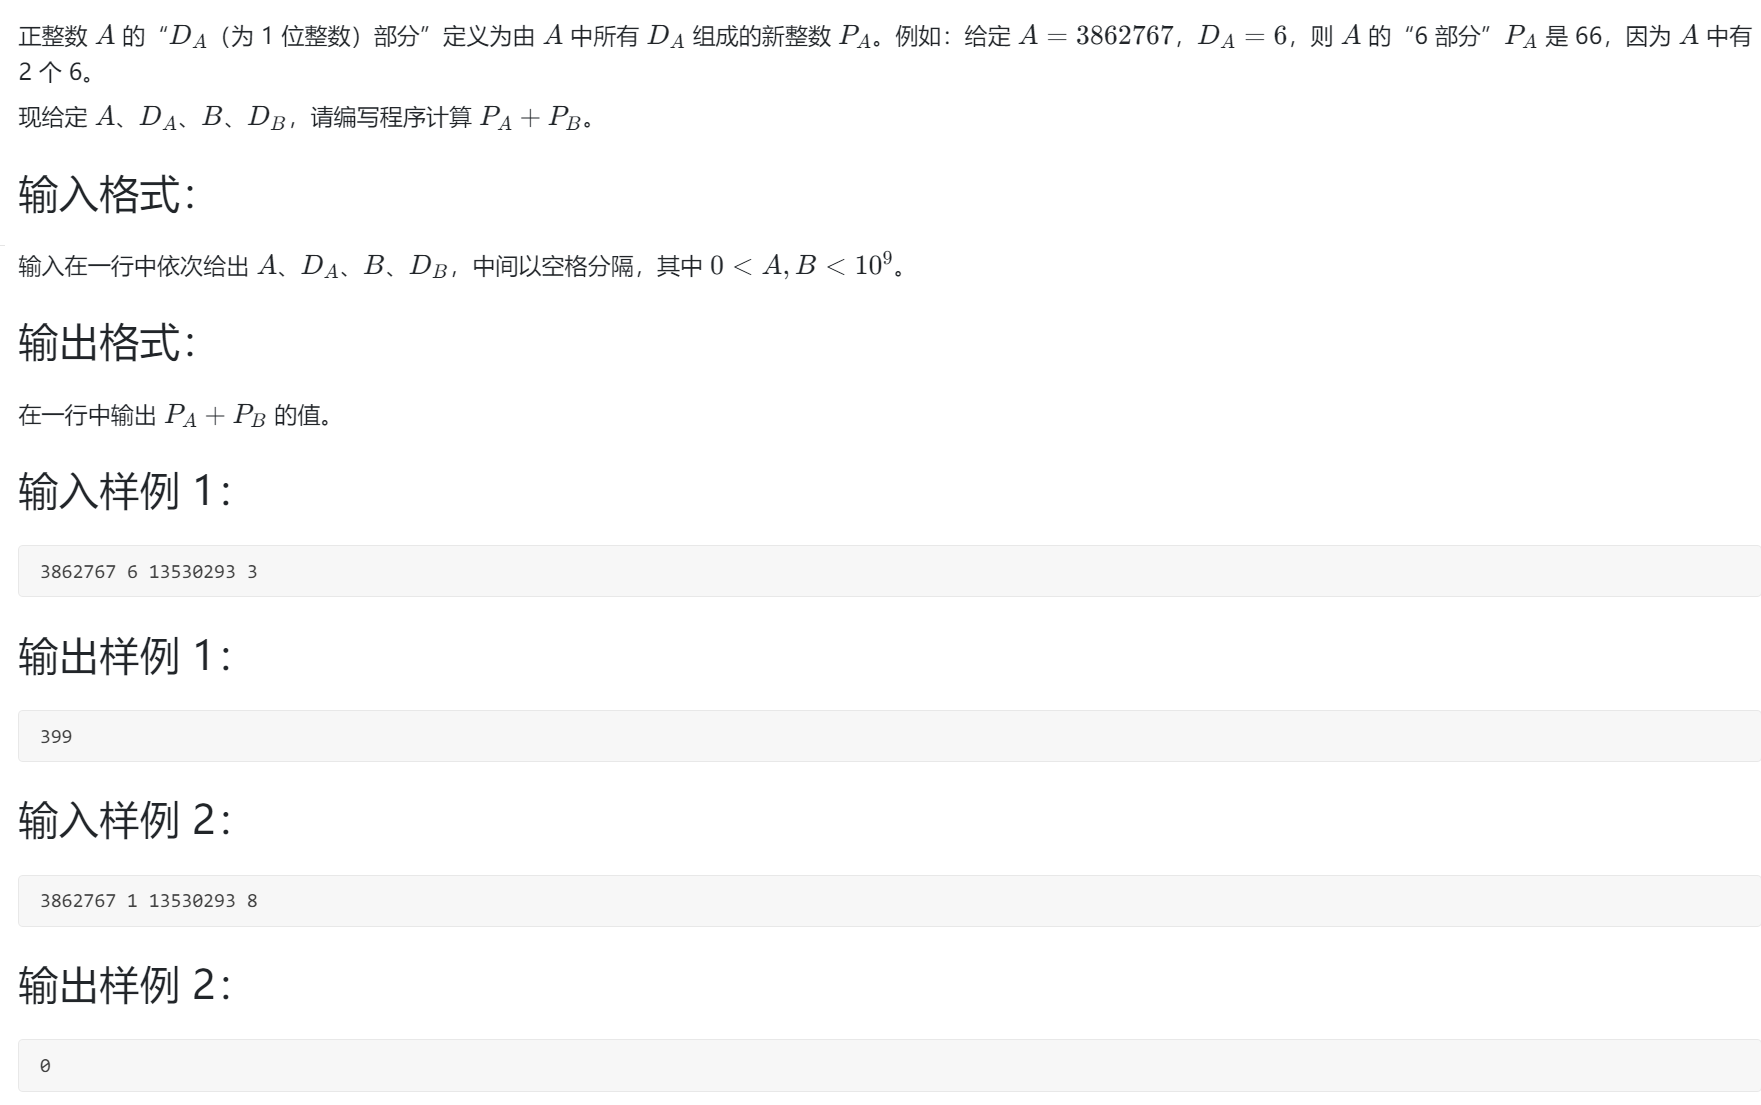 正整数 A 的“D_A（为 1 位整数）部分”定义为由 A 中所有 D_A 组成的新整数 P_A。例如：给定 A = 3862767，D_A = 6，则 A 的“6 部分”P_A 是 66，因为 A 中有
2 个 6。
现给定 A、D_A、B、D_B，请编写程序计算 P_A + P_B。
输入格式：
输入在一行中依次给出 A、D_A、B、D_B，中间以空格分隔，其中 0 < A, B < 10^9。
输出格式：
在一行中输出 P_A + P_B 的值。
输入样例 1：
3862767 6 13530293 3
输出样例 1：
399
输入样例 2：
3862767 1 13530293 8
输出样例 2：
0